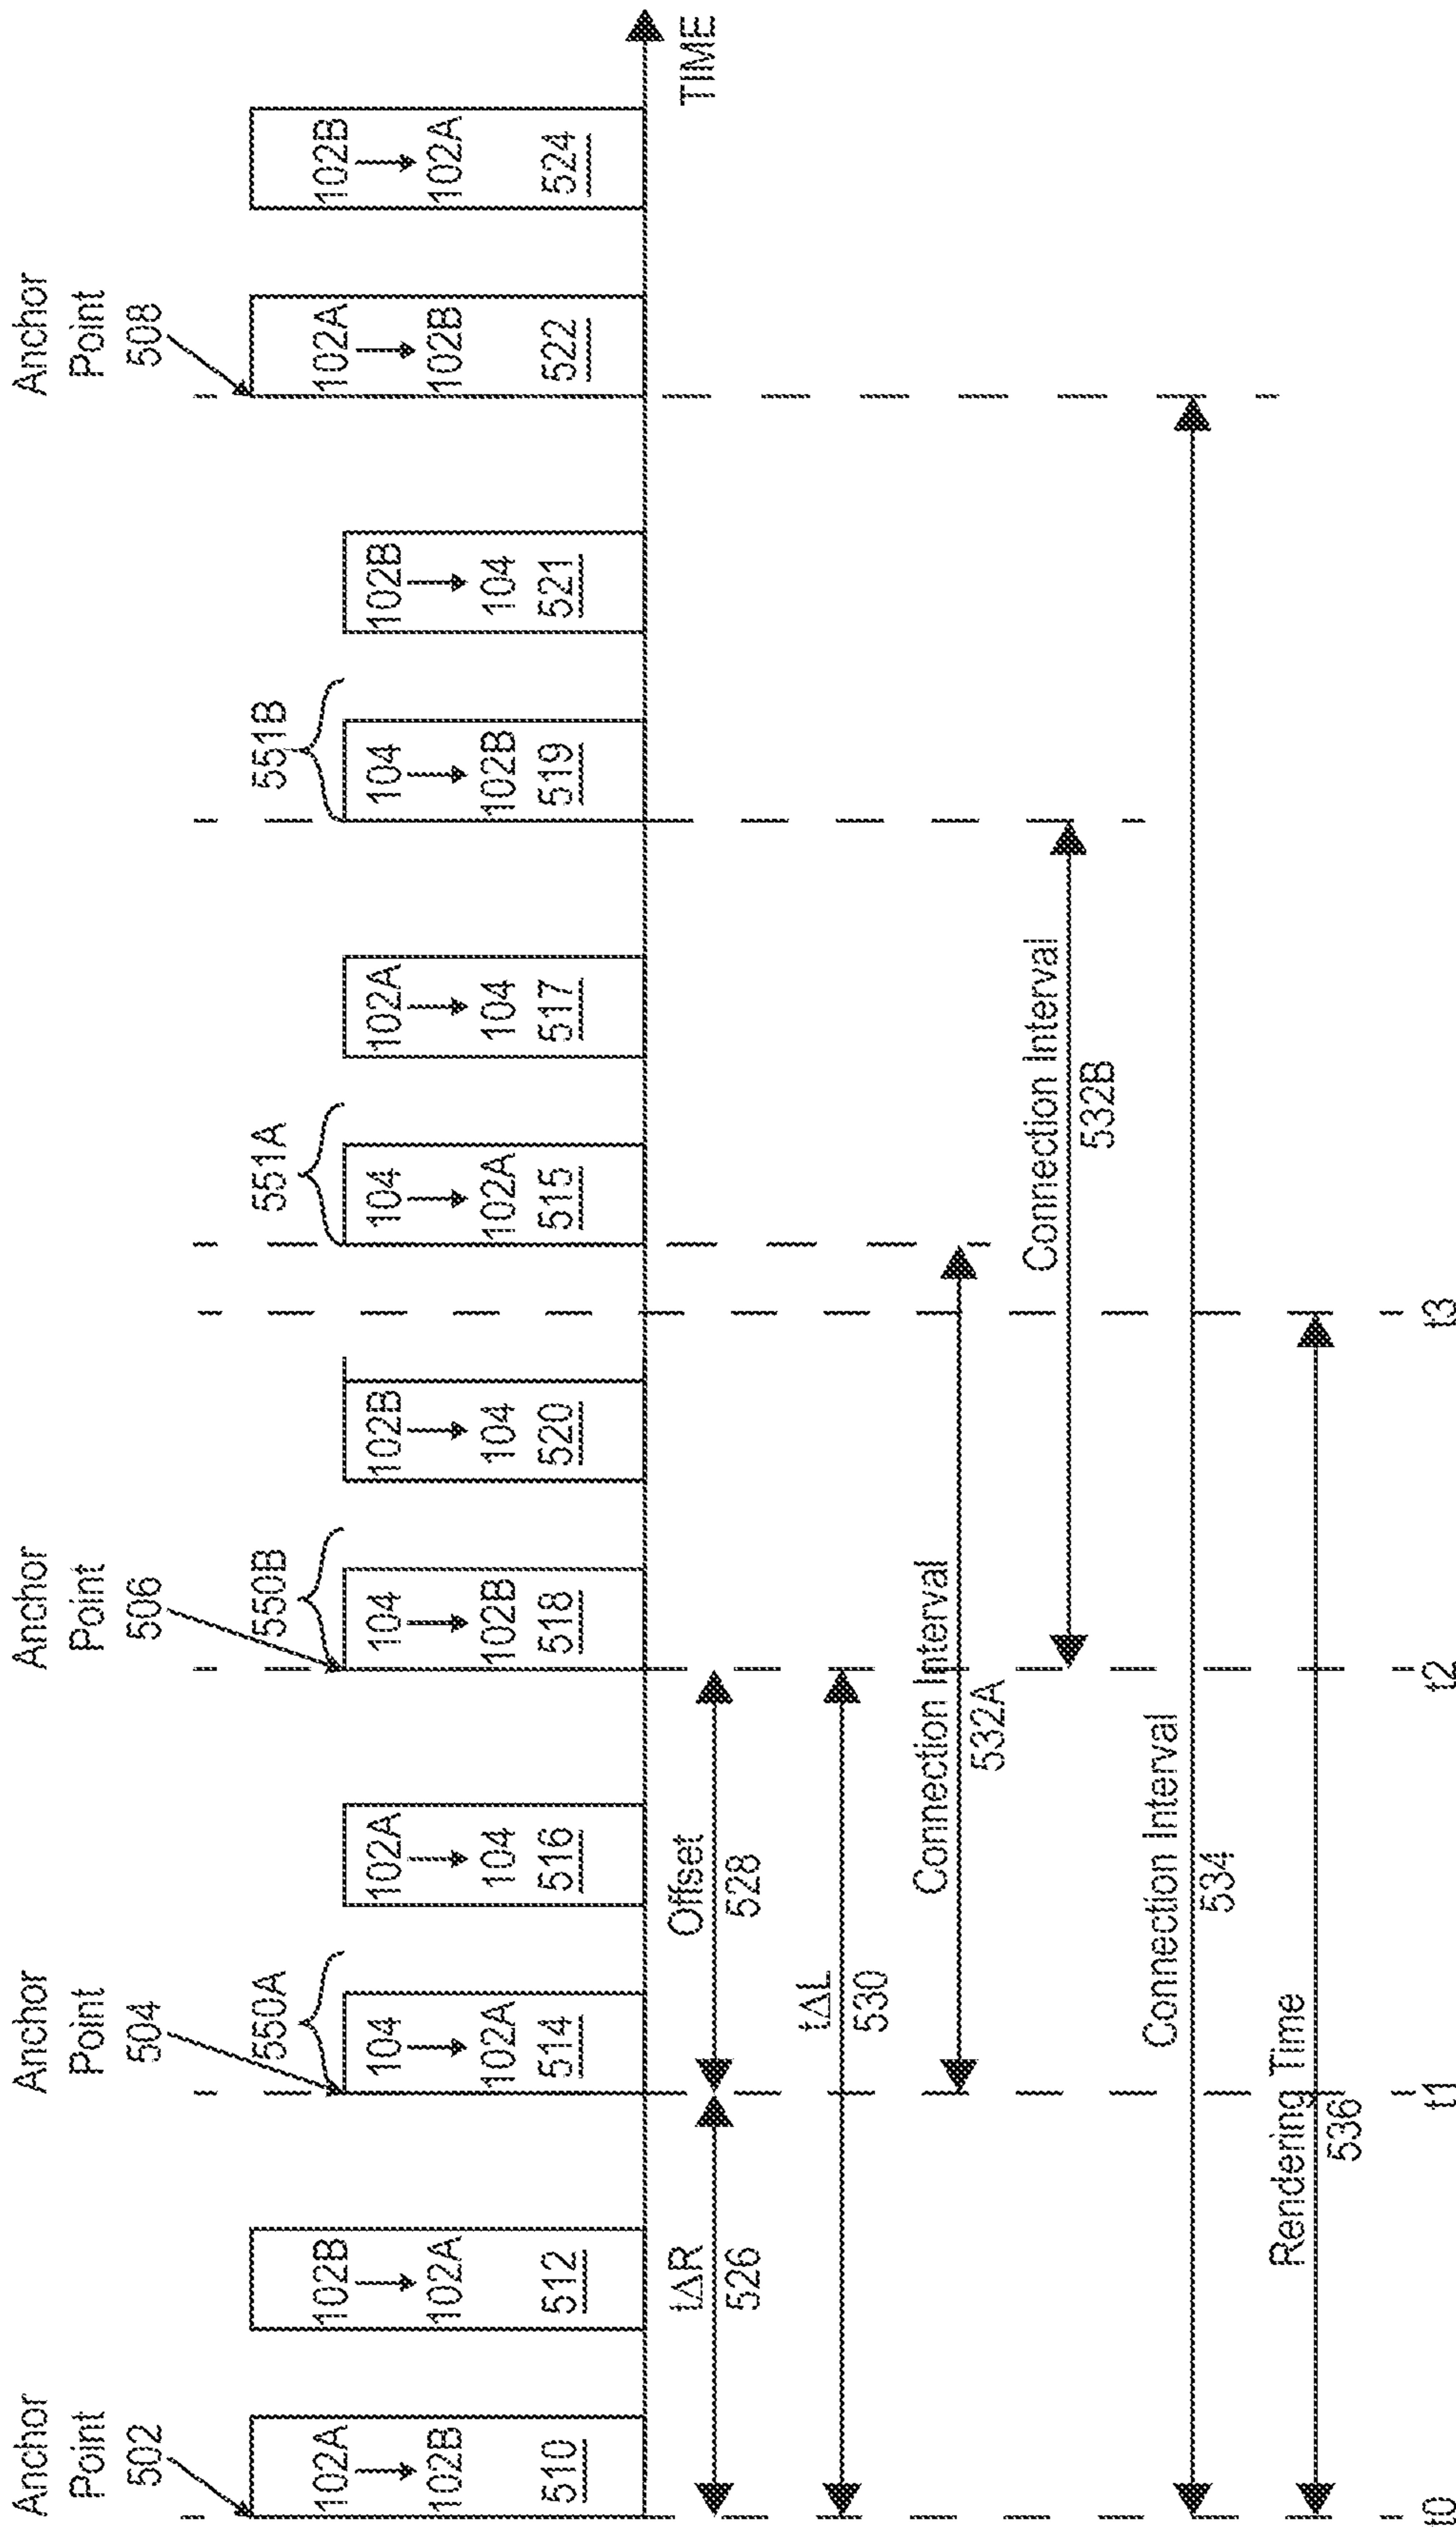 Anchor
Point
502
Anchor
Point
504
Anchor
Point
506
Anchor
Point
508
550A
550B
551A
551B
102A
102B
510
102B
102A
512
104
102A
514
102A
104
516
104
102B
518
102B
104
520
104
102A
515
102A
104
517
104
102B
519
102B
104
521
102A
102B
522
102B
102A
524
TIME
tΔR
526
Offset
528
tΔL
530
Connection Interval
532A
Connection Interval
532B
Connection Interval
534
Rendering Time
536
t0
t1
t2
t3